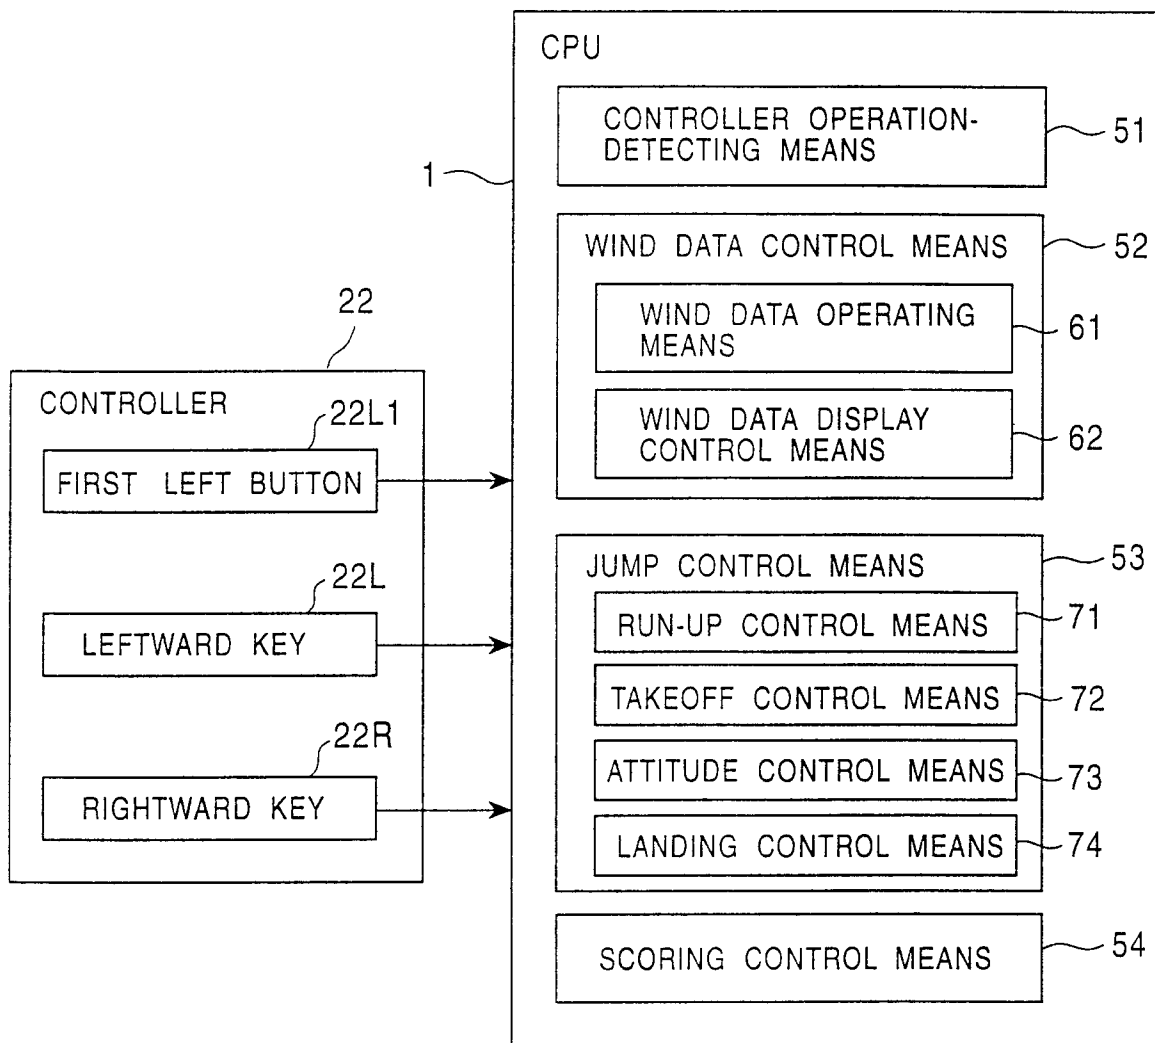 CPU
CONTROLLER OPERATION-
DETECTING MEANS
51
1
WIND DATA CONTROL MEANS
52
WIND DATA OPERATING
MEANS
61
WIND DATA DISPLAY
CONTROL MEANS
62
22
CONTROLLER
22L1
FIRST LEFT BUTTON
22L
LEFTWARD KEY
22R
RIGHTWARD KEY
JUMP CONTROL MEANS
53
RUN-UP CONTROL MEANS
71
TAKEOFF CONTROL MEANS
72
ATTITUDE CONTROL MEANS
73
LANDING CONTROL MEANS
74
SCORING CONTROL MEANS
54